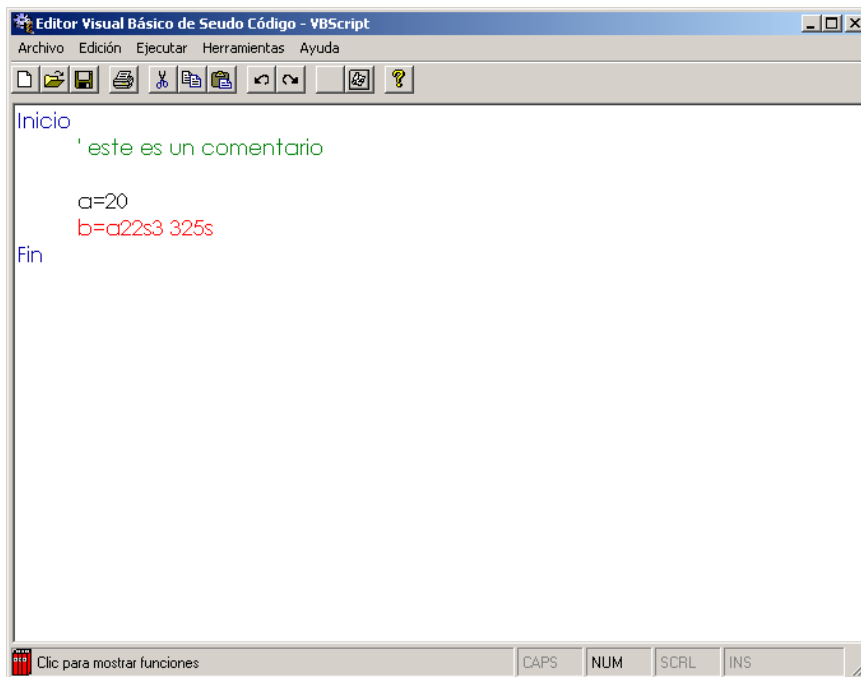 Editor Visual Básico de Seudo Código - VBScript
Archivo Edición Ejecutar Herramientas Ayuda
Inicio
' este es un comentario
a=20
b=a22s3 325s
Fin
Clic para mostrar funciones CAPS NUM SCRL INS